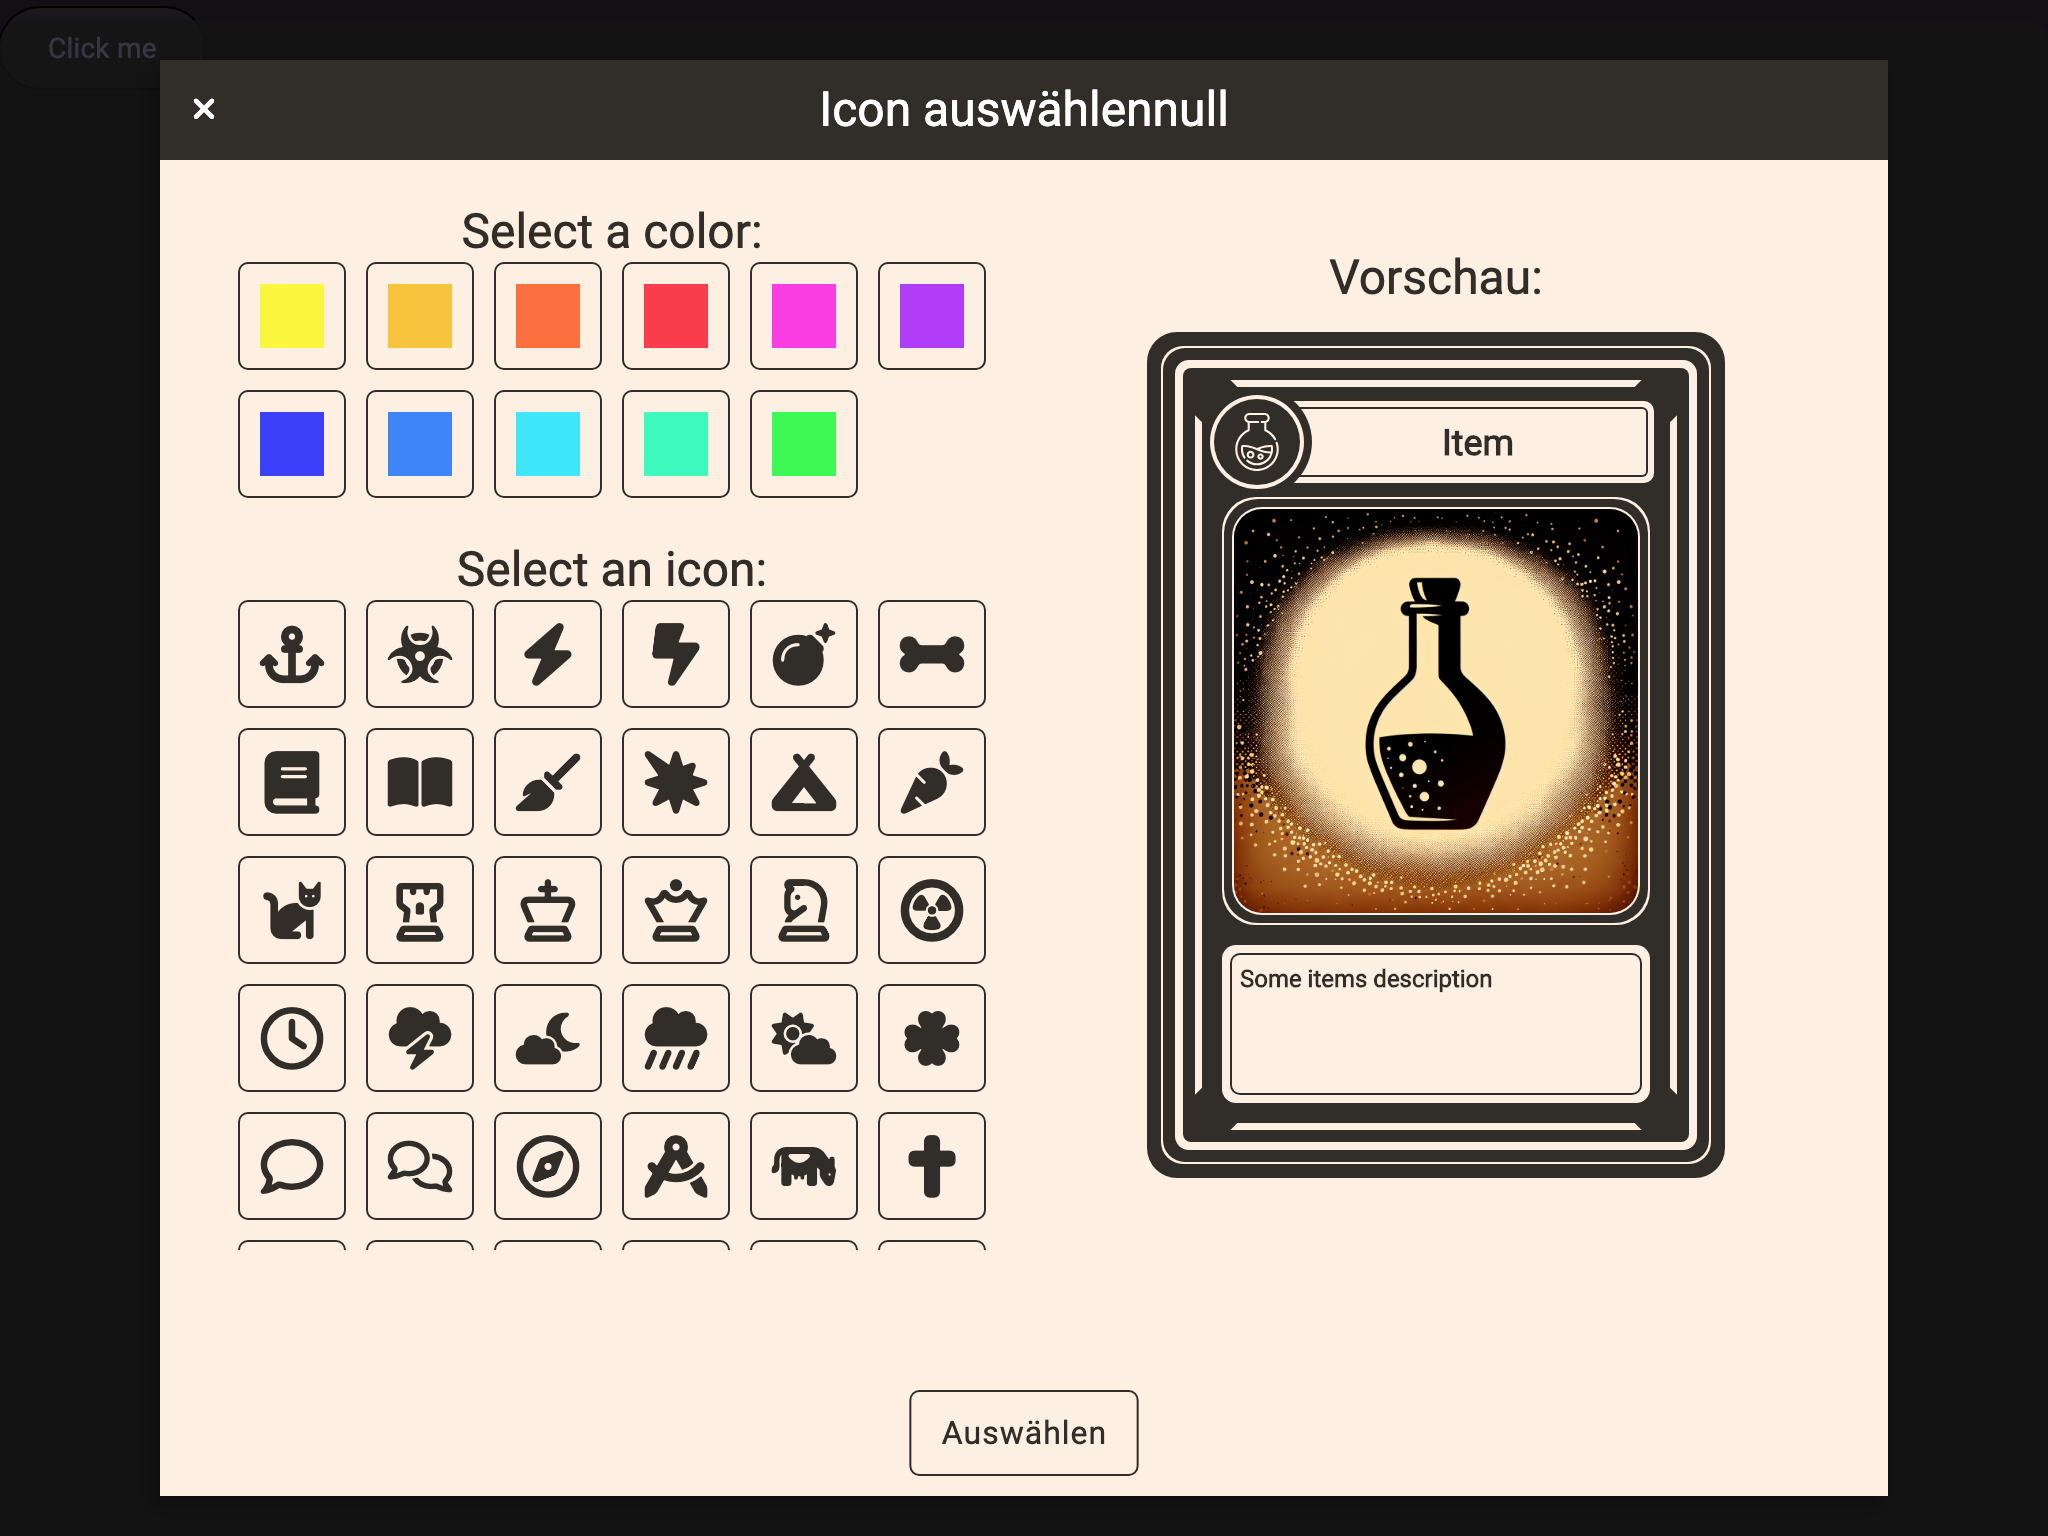 Click me
Icon auswählennull
Select a color:
Select an icon:
Vorschau:
Item
Some items description
Auswählen